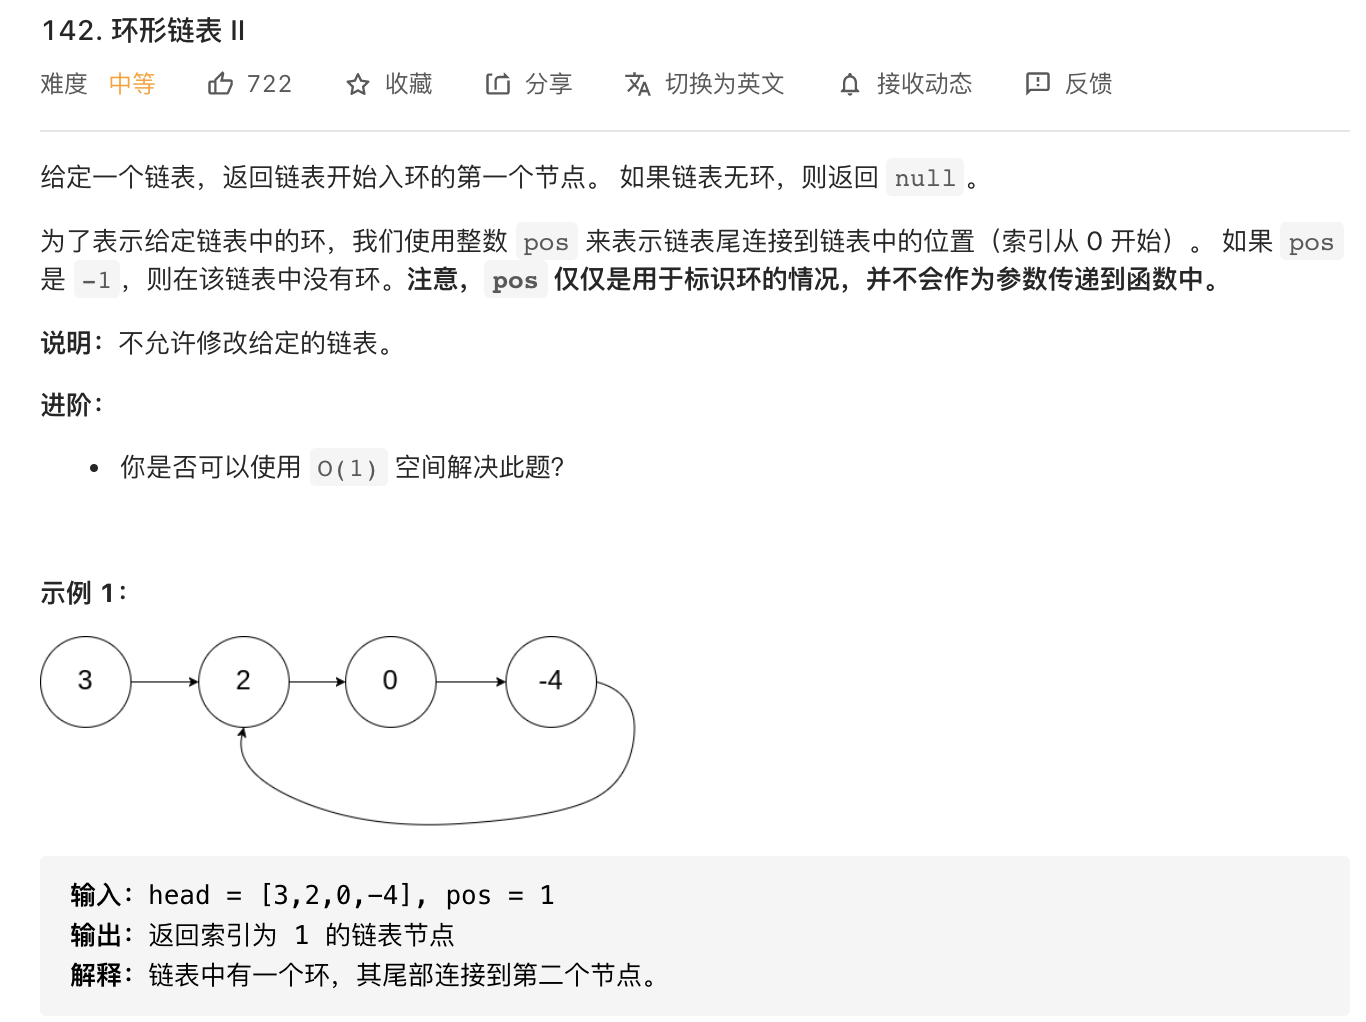 142. 环形链表 II
难度 中等 722 收藏 分享 切换为英文 接收动态 反馈
给定一个链表，返回链表开始入环的第一个节点。 如果链表无环，则返回 null 。
为了表示给定链表中的环，我们使用整数 pos 来表示链表尾连接到链表中的位置（索引从 0 开始）。 如果 pos
是 -1，则在该链表中没有环。注意，pos 仅仅是用于标识环的情况，并不会作为参数传递到函数中。
说明：不允许修改给定的链表。
进阶：
• 你是否可以使用 O(1) 空间解决此题？
示例 1：
3 2 0 -4
输入：head = [3,2,0,-4], pos = 1
输出：返回索引为 1 的链表节点
解释：链表中有一个环，其尾部连接到第二个节点。